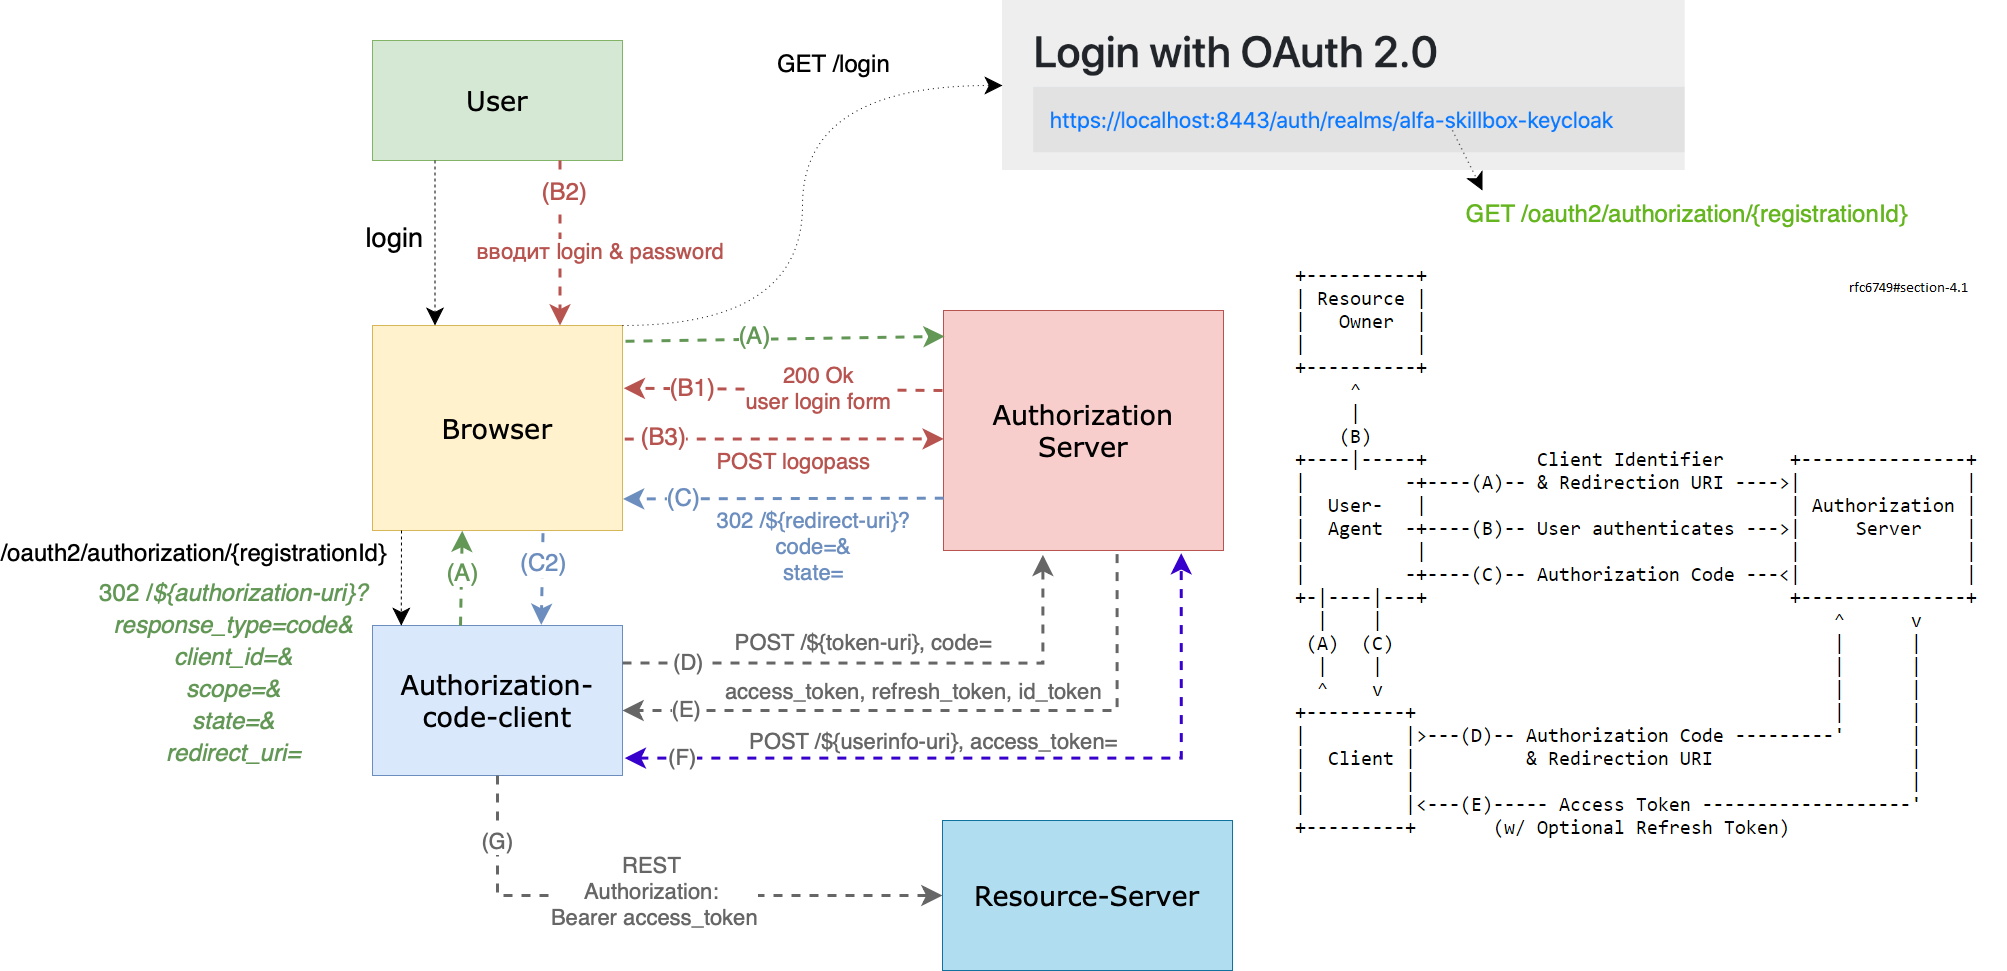 User
GET /login
Login with OAuth 2.0
https://localhost:8443/auth/realms/alfa-skillbox-keycloak
GET /oauth2/authorization/{registrationId}
login
(B2)
вводит login & password
Browser
(A)
(B1)
200 Ok
user login form
(B3)
POST logopass
(C)
302 /${redirect-uri}?
code=&
state=
Authorization
Server
/oauth2/authorization/{registrationId}
302 /${authorization-uri}?
response_type=code&
client_id=&
scope=&
state=&
redirect_uri=
(A)
(C2)
Authorization-
code-client
POST /${token-uri}, code=
(D)
access_token, refresh_token, id_token
(E)
POST /${userinfo-uri}, access_token=
(F)
(G)
REST
Authorization:
Bearer access_token
Resource-Server
rfc6749#section-4.1
+----------+
| Resource |
|   Owner  |
|          |
+----------+
     ^
     |
    (B)
+----|-----+          Client Identifier      +---------------+
|         -+----(A)-- & Redirection URI ---->|               |
|  User-   |                                 | Authorization |
|  Agent  -+----(B)-- User authenticates --->|     Server    |
|          |                                 |               |
|         -+----(C)-- Authorization Code ---<|               |
+-|----|---+                                 +---------------+
  |    |                                         ^      v
 (A)  (C)                                        |      |
  |    |                                         |      |
  ^    v                                         |      |
+---------+                                      |      |
|         |>---(D)-- Authorization Code ---------'      |
|  Client |          & Redirection URI                  |
|         |                                             |
|         |<---(E)----- Access Token -------------------'
+---------+       (w/ Optional Refresh Token)